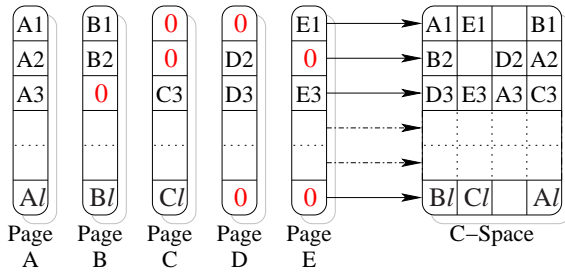 A1 B1 0 0 E1 A1 E1 B1
A2 B2 0 D2 0 B2 D2 A2
A3 0 C3 D3 E3 D3 E3 A3 C3
Al Bl Cl 0 0 Bl Cl Al
Page Page Page Page Page C–Space
A B C D E